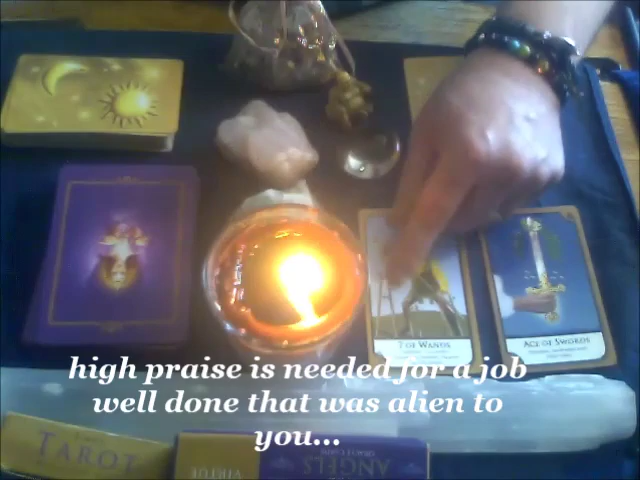 7 OF WANDS
ACE OF SWORDS
high praise is needed for a job
well done that was alien to
you...
TAROT
VIRTUE
ANGELS